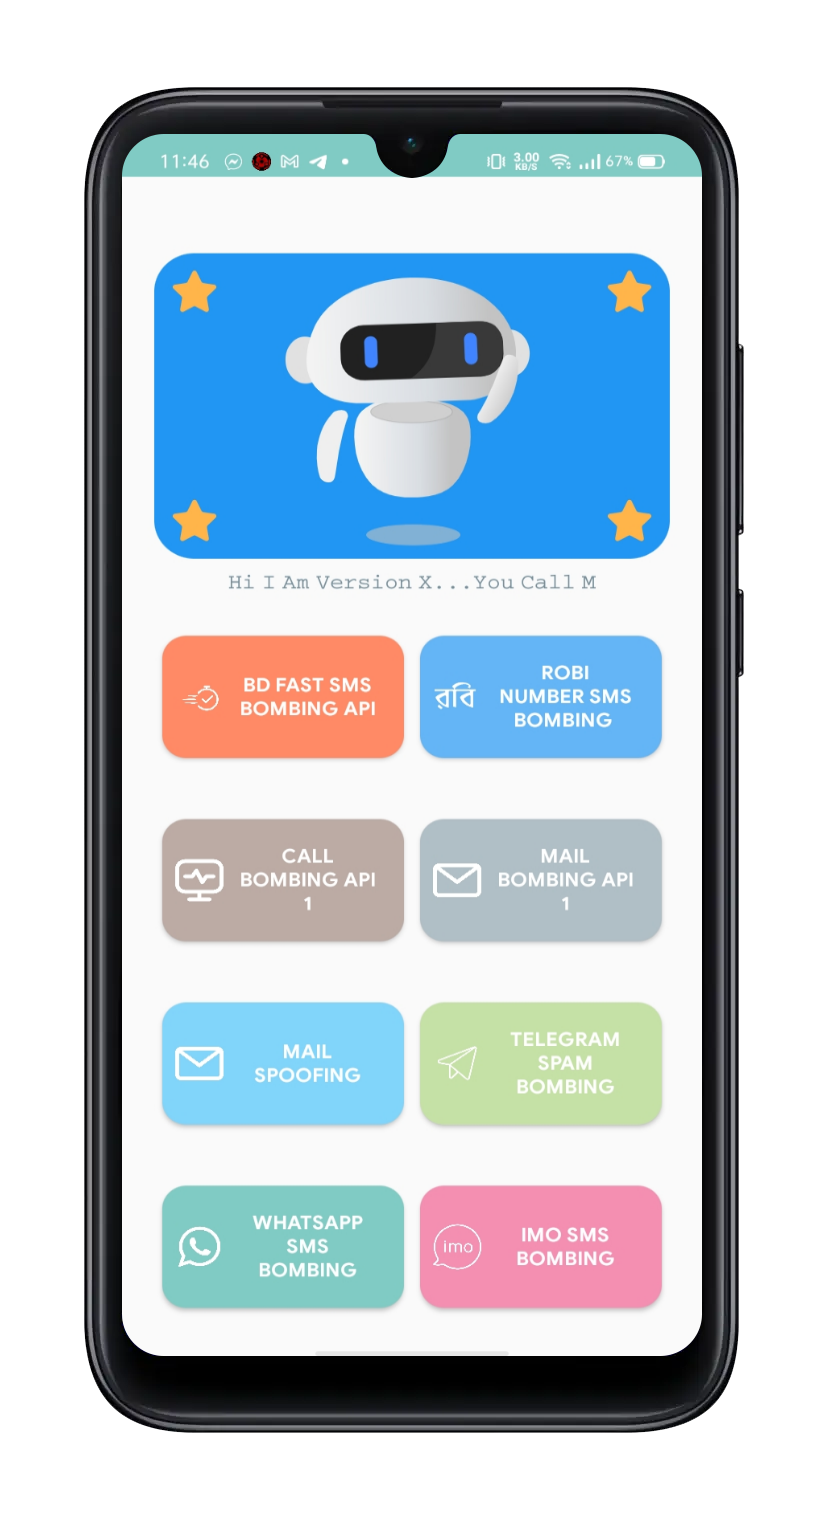 11:46 3.00 KB/S 67%
Hi I Am Version X...You Call M
BD FAST SMS
BOMBING API
রবি
ROBI
NUMBER SMS
BOMBING
CALL
BOMBING API
1
MAIL
BOMBING API
1
MAIL
SPOOFING
TELEGRAM
SPAM
BOMBING
WHATSAPP
SMS
BOMBING
imo
IMO SMS
BOMBING